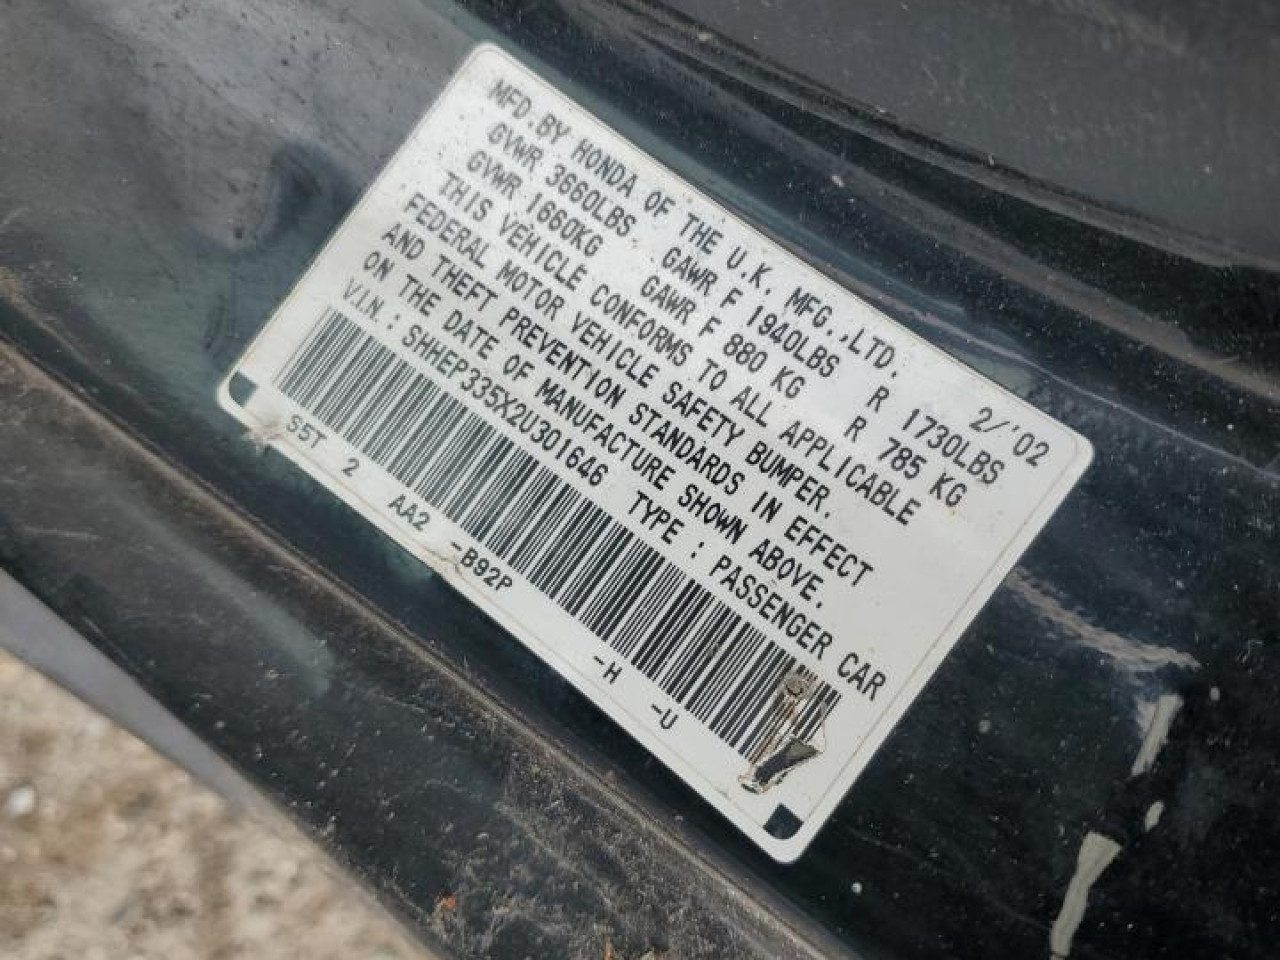 MFD.BY HONDA OF THE U.K. MFG.,LTD. 2/'02
GVWR 3660LBS GAWR F 1940LBS R 1730LBS
GVWR 1660KG GAWR F 880 KG R 785 KG
THIS VEHICLE CONFORMS TO ALL APPLICABLE
FEDERAL MOTOR VEHICLE SAFETY BUMPER.
AND THEFT PREVENTION STANDARDS IN EFFECT
ON THE DATE OF MANUFACTURE SHOWN ABOVE.
V.I.N.: SHHEP335X2U301646 TYPE : PASSENGER CAR
S5T 2 AA2 -B92P -H -U